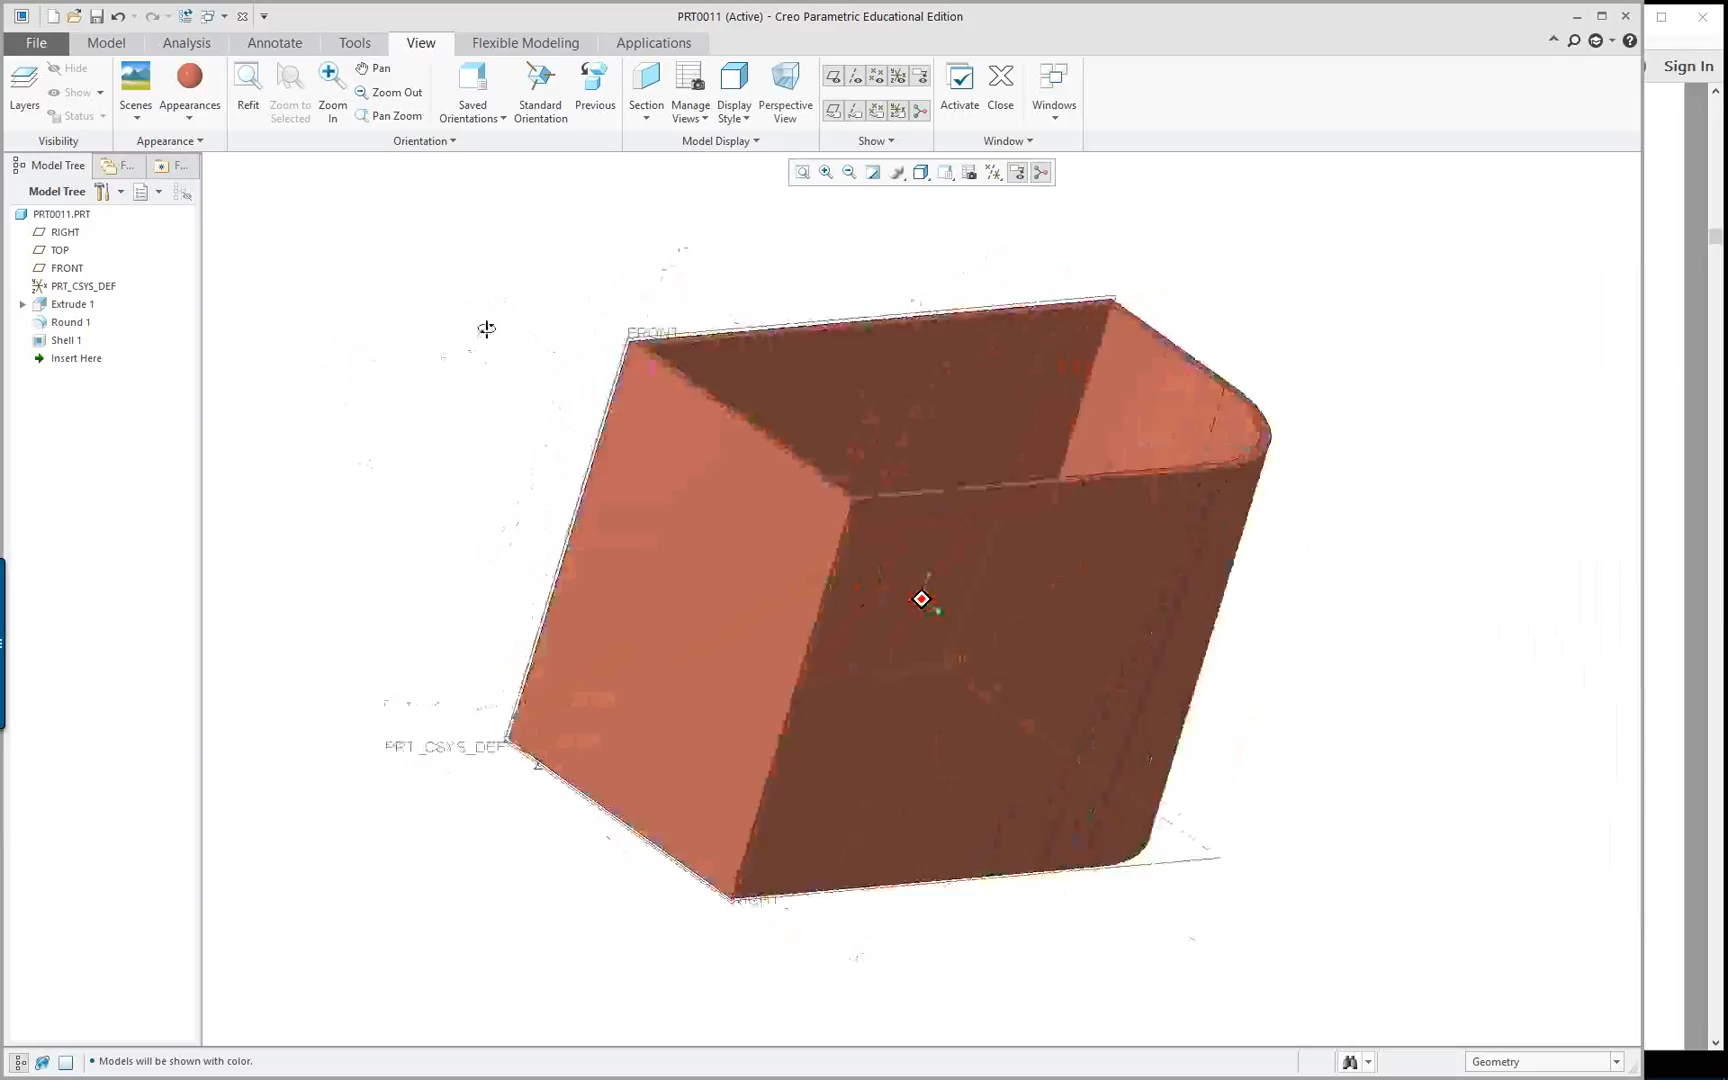 PRT0011 (Active) - Creo Parametric Educational Edition
File Model Analysis Annotate Tools View Flexible Modeling Applications
Sign In
Layers
Hide
Show
Status
Scenes
Appearances
Refit
Zoom to
Selected
Zoom
In
Pan
Zoom Out
Pan Zoom
Saved
Orientations
Standard
Orientation
Previous
Section
Manage
Views
Display
Style
Perspective
View
Activate
Close
Windows
Visibility
Appearance
Orientation
Model Display
Show
Window
Model Tree
F...
F...
Model Tree
PRT0011.PRT
RIGHT
TOP
FRONT
PRT_CSYS_DEF
Extrude 1
Round 1
Shell 1
Insert Here
FRONT
PRT_CSYS_DEF
Z
• Models will be shown with color.
Geometry